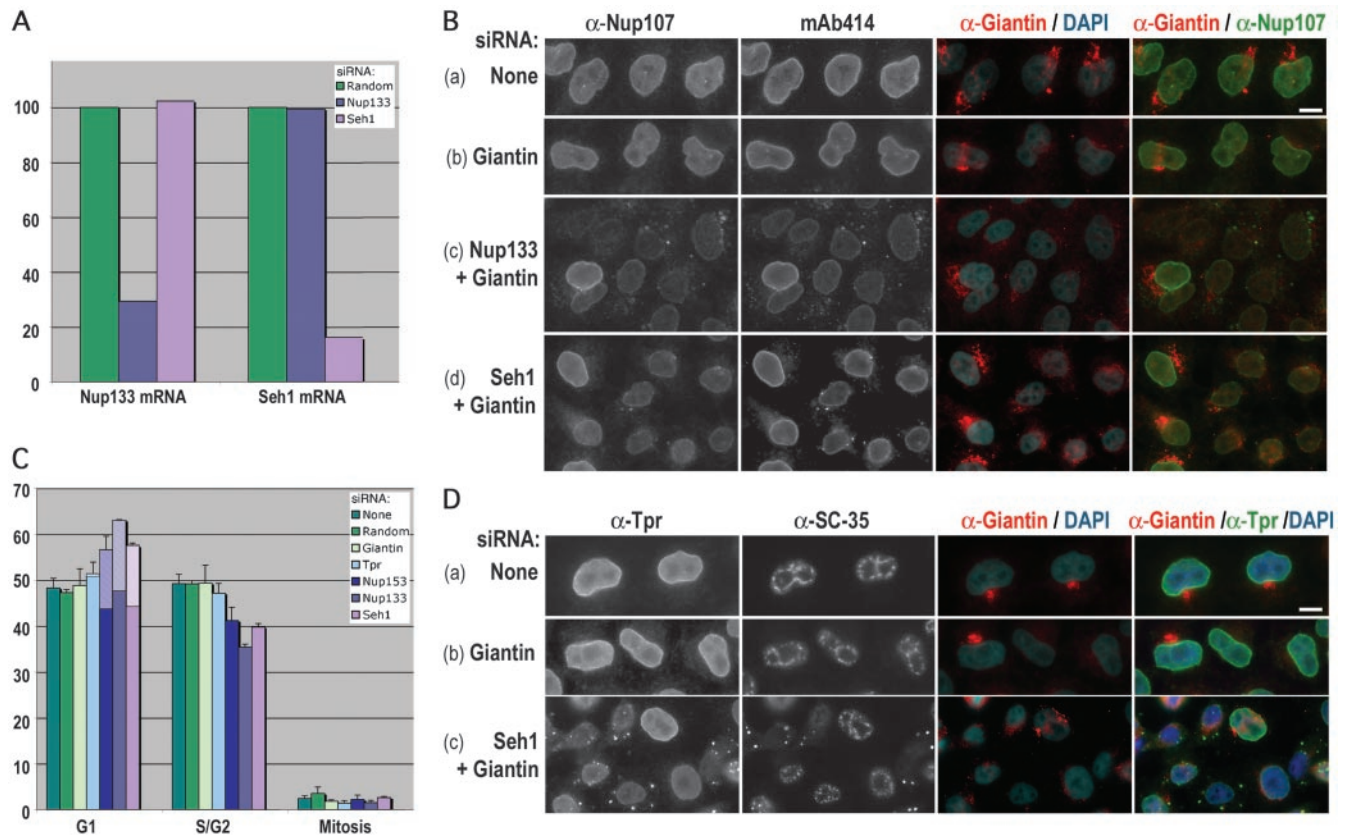 A
siRNA:
Random
Nup133
Seh1
100
80
60
40
20
0
Nup133 mRNA
Seh1 mRNA
B
α-Nup107
mAb414
α-Giantin / DAPI
α-Giantin / α-Nup107
siRNA:
(a) None
(b) Giantin
(c) Nup133
+ Giantin
(d) Seh1
+ Giantin
C
70
60
50
40
30
20
10
0
siRNA:
None
Random
Giantin
Tpr
Nup153
Nup133
Seh1
G1
S/G2
Mitosis
D
α-Tpr
α-SC-35
α-Giantin / DAPI
α-Giantin /α-Tpr /DAPI
siRNA:
(a) None
(b) Giantin
(c) Seh1
+ Giantin